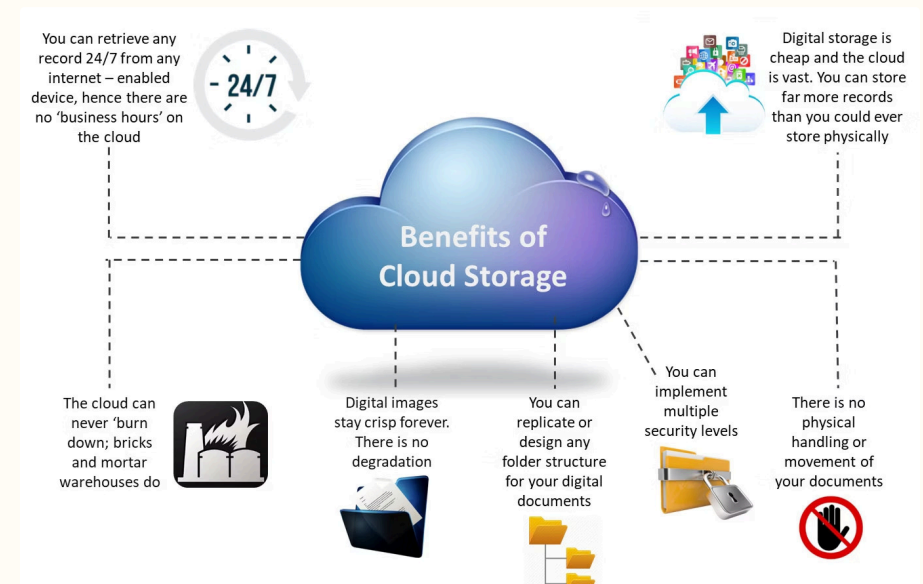 You can retrieve any
record 24/7 from any
internet – enabled
device, hence there are
no ‘business hours’ on
the cloud
- 24/7
Digital storage is
cheap and the cloud
is vast. You can store
far more records
than you could ever
store physically
Benefits of
Cloud Storage
The cloud can
never ‘burn
down; bricks
and mortar
warehouses do
Digital images
stay crisp forever.
There is no
degradation
You can
replicate or
design any
folder structure
for your digital
documents
You can
implement
multiple
security levels
There is no
physical
handling or
movement of
your documents